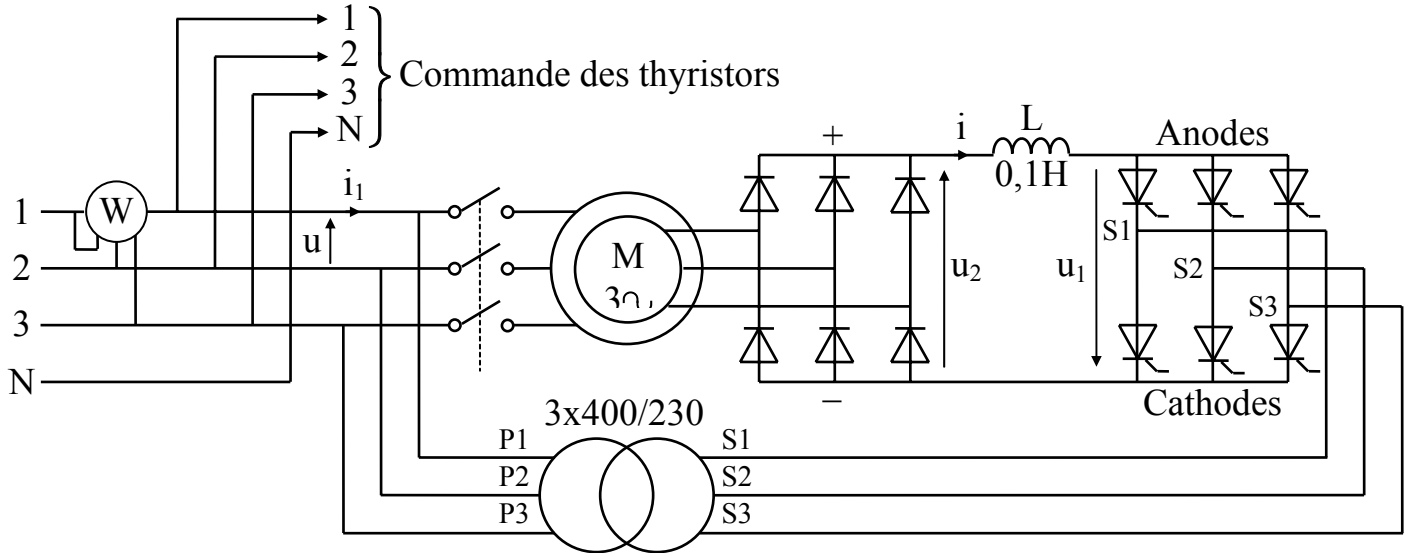 1
2
3
N
Commande des thyristors
1
2
3
N
W
i1
u
M
3
+
−
u2
i
L
0,1H
u1
Anodes
Cathodes
S1
S2
S3
3x400/230
P1
P2
P3
S1
S2
S3